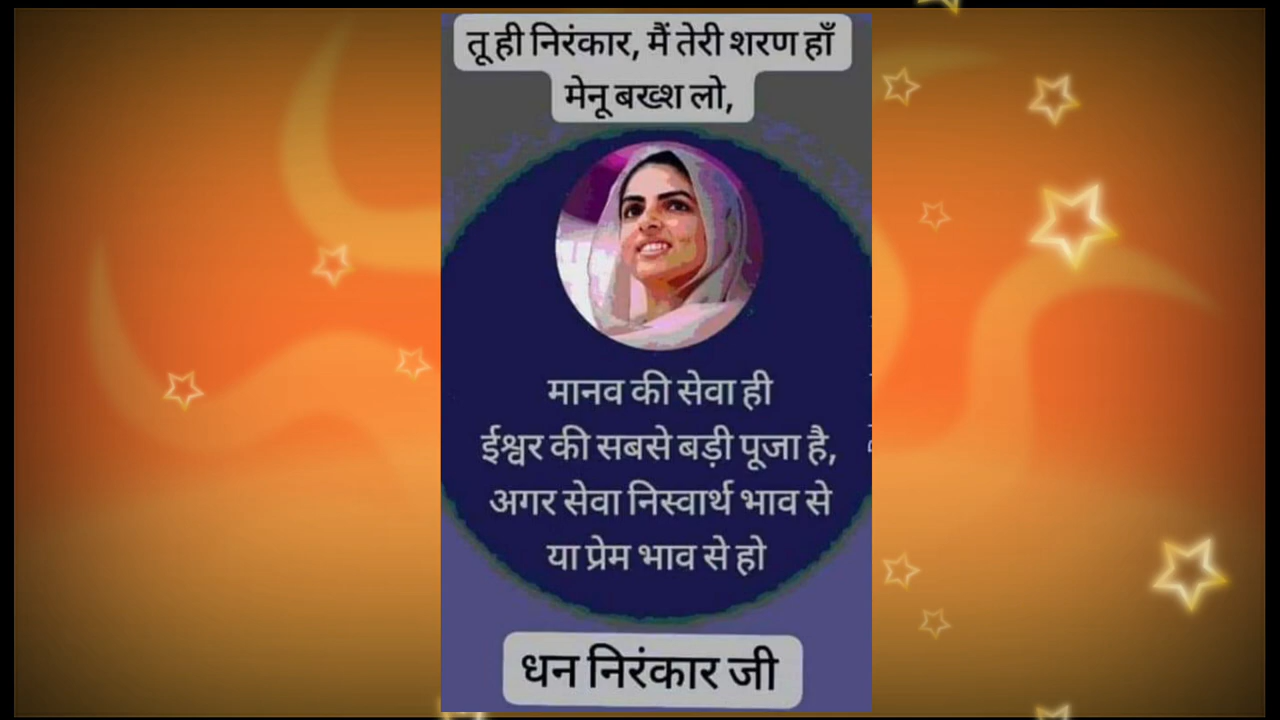 तू ही निरंकार, मैं तेरी शरण हाँ
मेनू बख्श लो,
मानव की सेवा ही
ईश्वर की सबसे बड़ी पूजा है,
अगर सेवा निस्वार्थ भाव से
या प्रेम भाव से हो
धन निरंकार जी